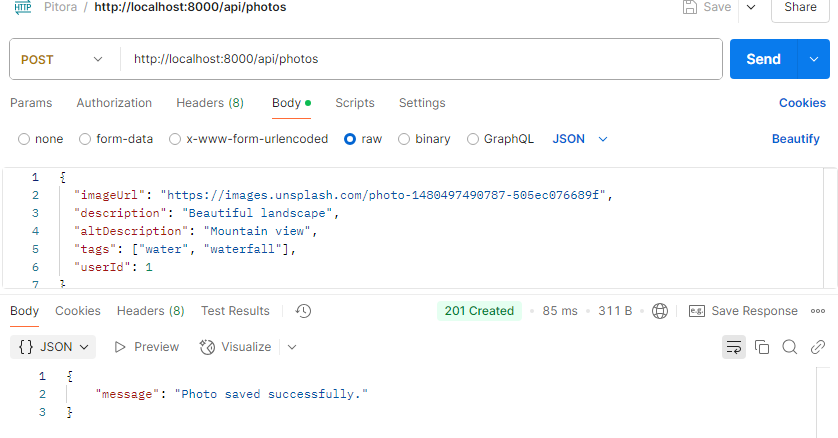 HTTP Pitora / http://localhost:8000/api/photos Save Share
POST http://localhost:8000/api/photos Send
Params Authorization Headers (8) Body Scripts Settings Cookies
none form-data x-www-form-urlencoded raw binary GraphQL JSON Beautify
1 {
2 "imageUrl": "https://images.unsplash.com/photo-1480497490787-505ec076689f",
3 "description": "Beautiful landscape",
4 "altDescription": "Mountain view",
5 "tags": ["water", "waterfall"],
6 "userId": 1
7 }
Body Cookies Headers (8) Test Results 201 Created • 85 ms • 311 B e.g. Save Response
{} JSON Preview Visualize
1 {
2 "message": "Photo saved successfully."
3 }